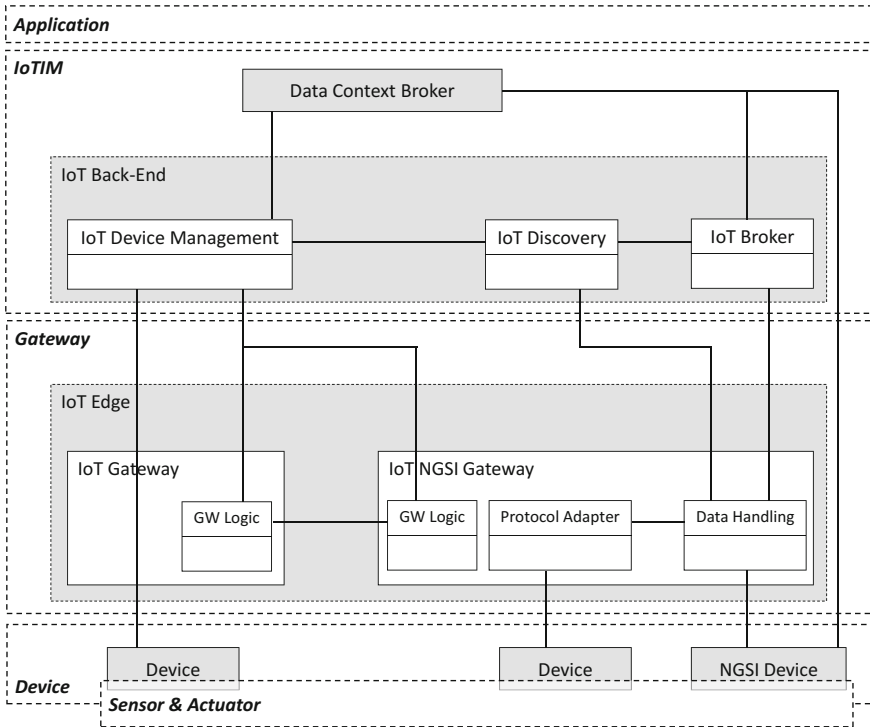 Application
IoTIM
Data Context Broker
IoT Back-End
IoT Device Management
IoT Discovery
IoT Broker
Gateway
IoT Edge
IoT Gateway
IoT NGSI Gateway
GW Logic
GW Logic
Protocol Adapter
Data Handling
Device
Device
NGSI Device
Device
Sensor & Actuator